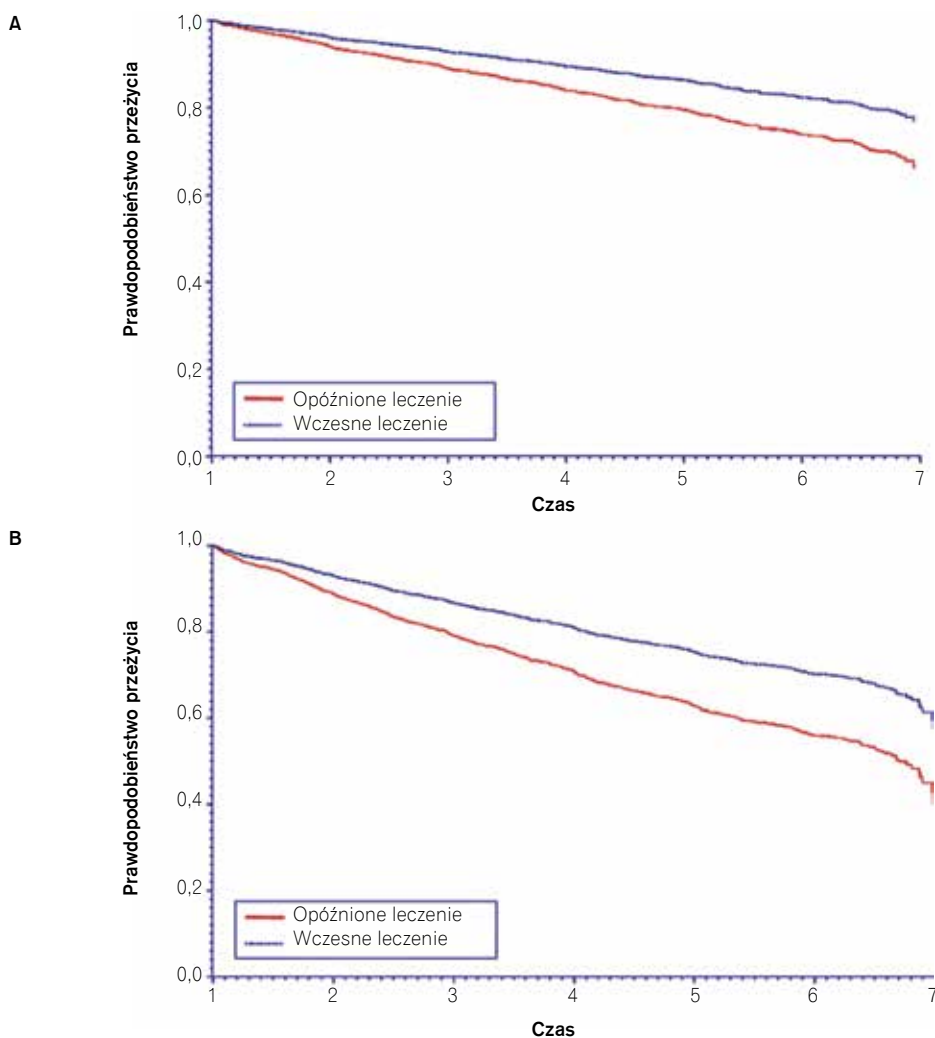 A
Prawdopodobieństwo przeżycia
1,0
0,8
0,6
0,4
0,2
0,0
Opóźnione leczenie
Wczesne leczenie
1 2 3 4 5 6 7
Czas
B
Prawdopodobieństwo przeżycia
1,0
0,8
0,6
0,4
0,2
0,0
Opóźnione leczenie
Wczesne leczenie
1 2 3 4 5 6 7
Czas